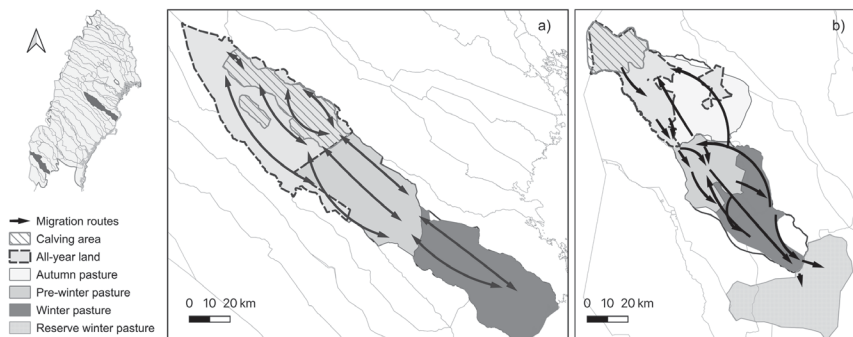 a)
b)
Migration routes
Calving area
All-year land
Autumn pasture
Pre-winter pasture
Winter pasture
Reserve winter pasture
0 10 20 km
0 10 20 km